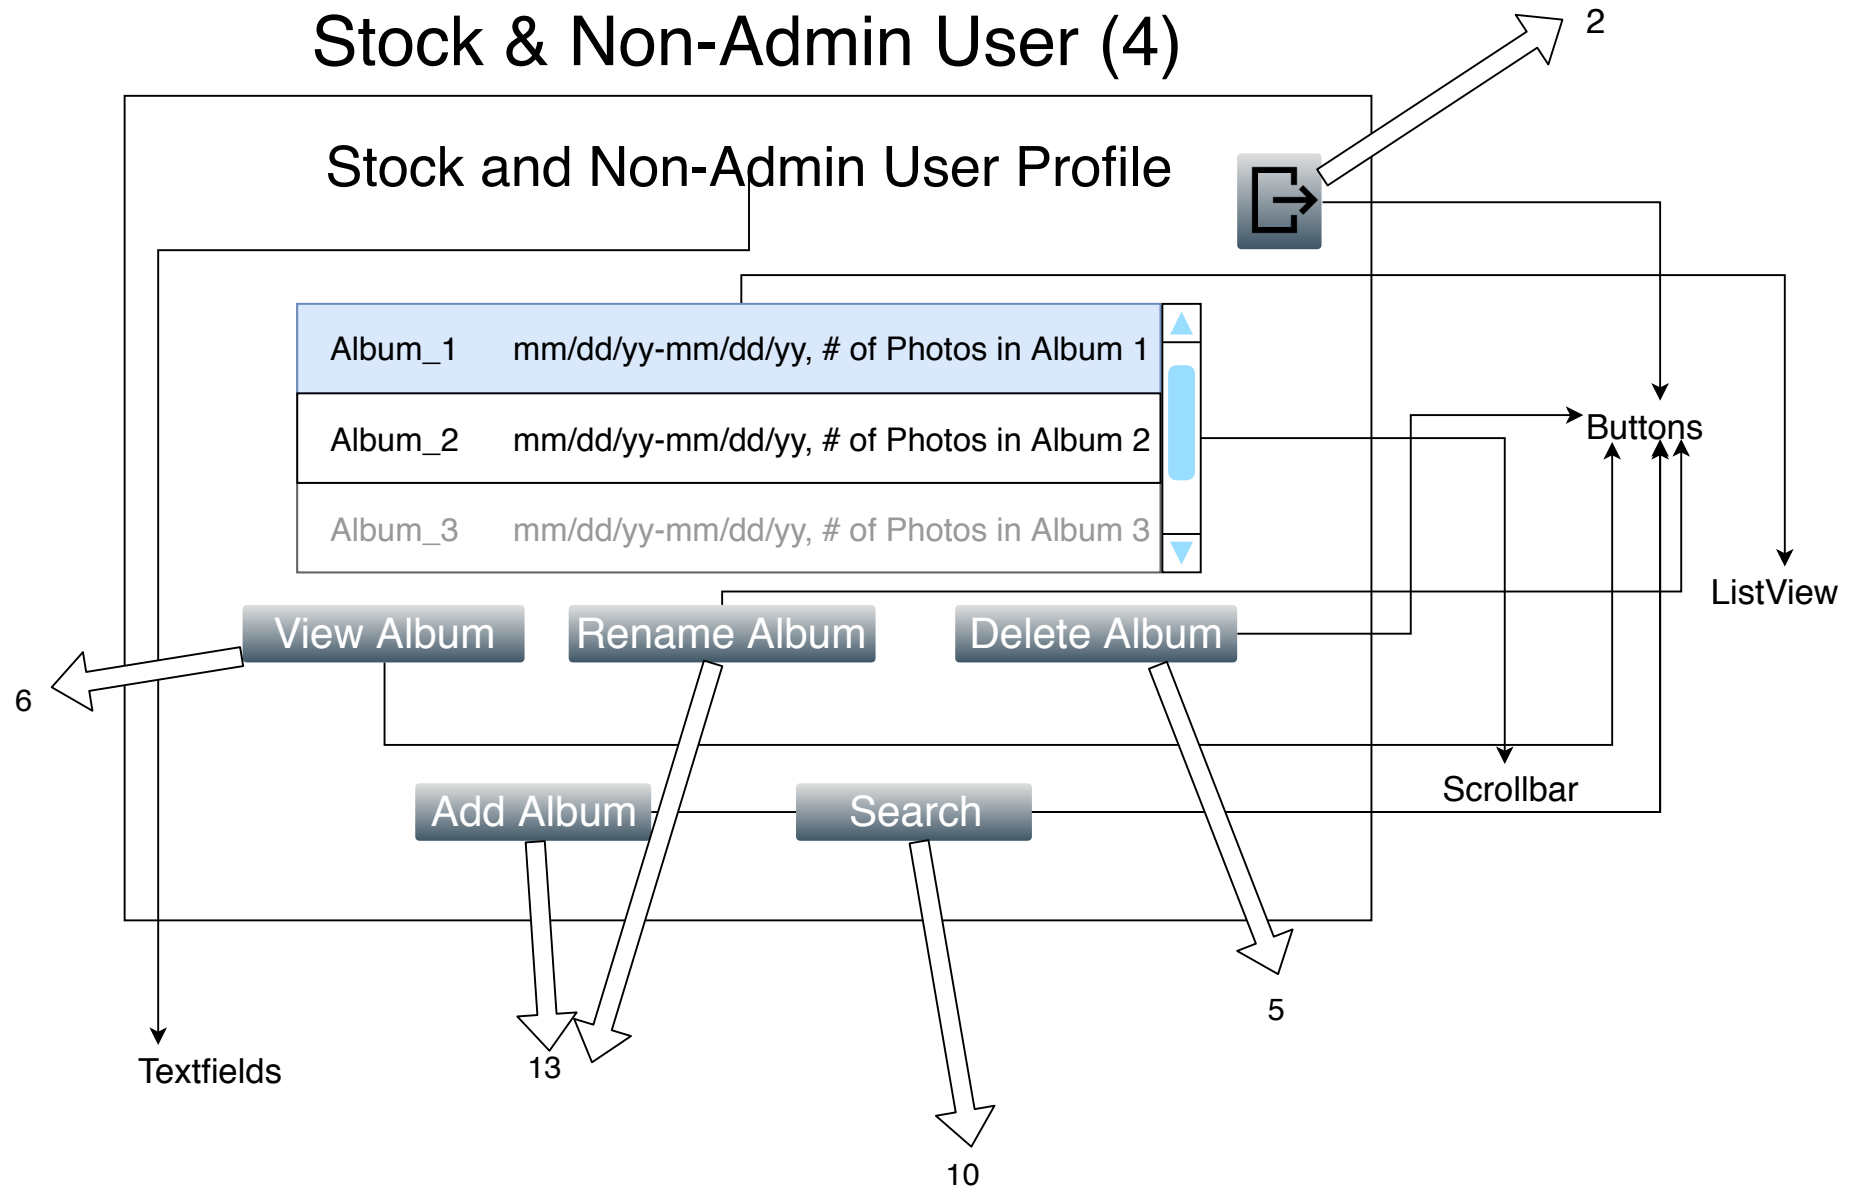 Stock & Non-Admin User (4)
2
Stock and Non-Admin User Profile
Album_1 mm/dd/yy-mm/dd/yy, # of Photos in Album 1
Album_2 mm/dd/yy-mm/dd/yy, # of Photos in Album 2
Buttons
Album_3 mm/dd/yy-mm/dd/yy, # of Photos in Album 3
ListView
View Album Rename Album Delete Album
6
Scrollbar
Add Album Search
5
Textfields
13
10